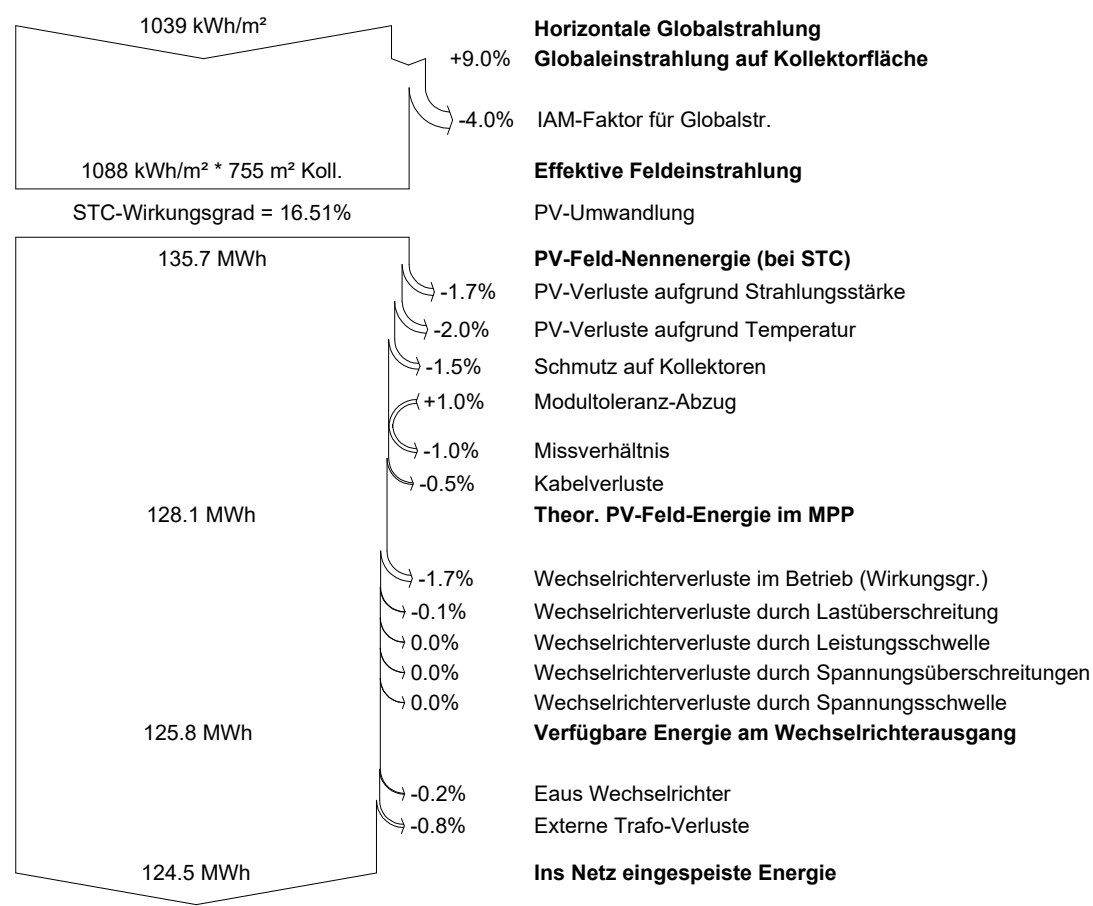 1039 kWh/m² Horizontale Globalstrahlung
+9.0% Globaleinstrahlung auf Kollektorfläche
-4.0% IAM-Faktor für Globalstr.
1088 kWh/m² * 755 m² Koll. Effektive Feldeinstrahlung
STC-Wirkungsgrad = 16.51% PV-Umwandlung
135.7 MWh PV-Feld-Nennenergie (bei STC)
-1.7% PV-Verluste aufgrund Strahlungsstärke
-2.0% PV-Verluste aufgrund Temperatur
-1.5% Schmutz auf Kollektoren
+1.0% Modultoleranz-Abzug
-1.0% Missverhältnis
-0.5% Kabelverluste
128.1 MWh Theor. PV-Feld-Energie im MPP
-1.7% Wechselrichterverluste im Betrieb (Wirkungsgr.)
-0.1% Wechselrichterverluste durch Lastüberschreitung
0.0% Wechselrichterverluste durch Leistungsschwelle
0.0% Wechselrichterverluste durch Spannungsüberschreitungen
0.0% Wechselrichterverluste durch Spannungsschwelle
125.8 MWh Verfügbare Energie am Wechselrichterausgang
-0.2% Eaus Wechselrichter
-0.8% Externe Trafo-Verluste
124.5 MWh Ins Netz eingespeiste Energie